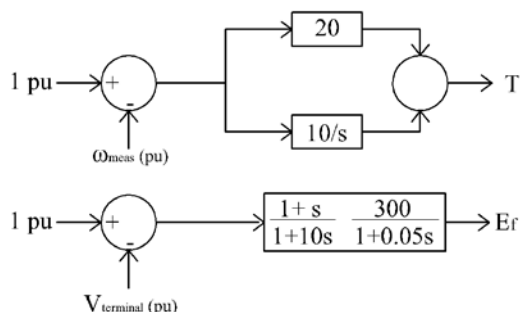 20
1 pu + T
-
10/s
ωmeas (pu)
1 pu + 1+ s 300 Ef
1+10s 1+0.05s
-
Vterminal (pu)